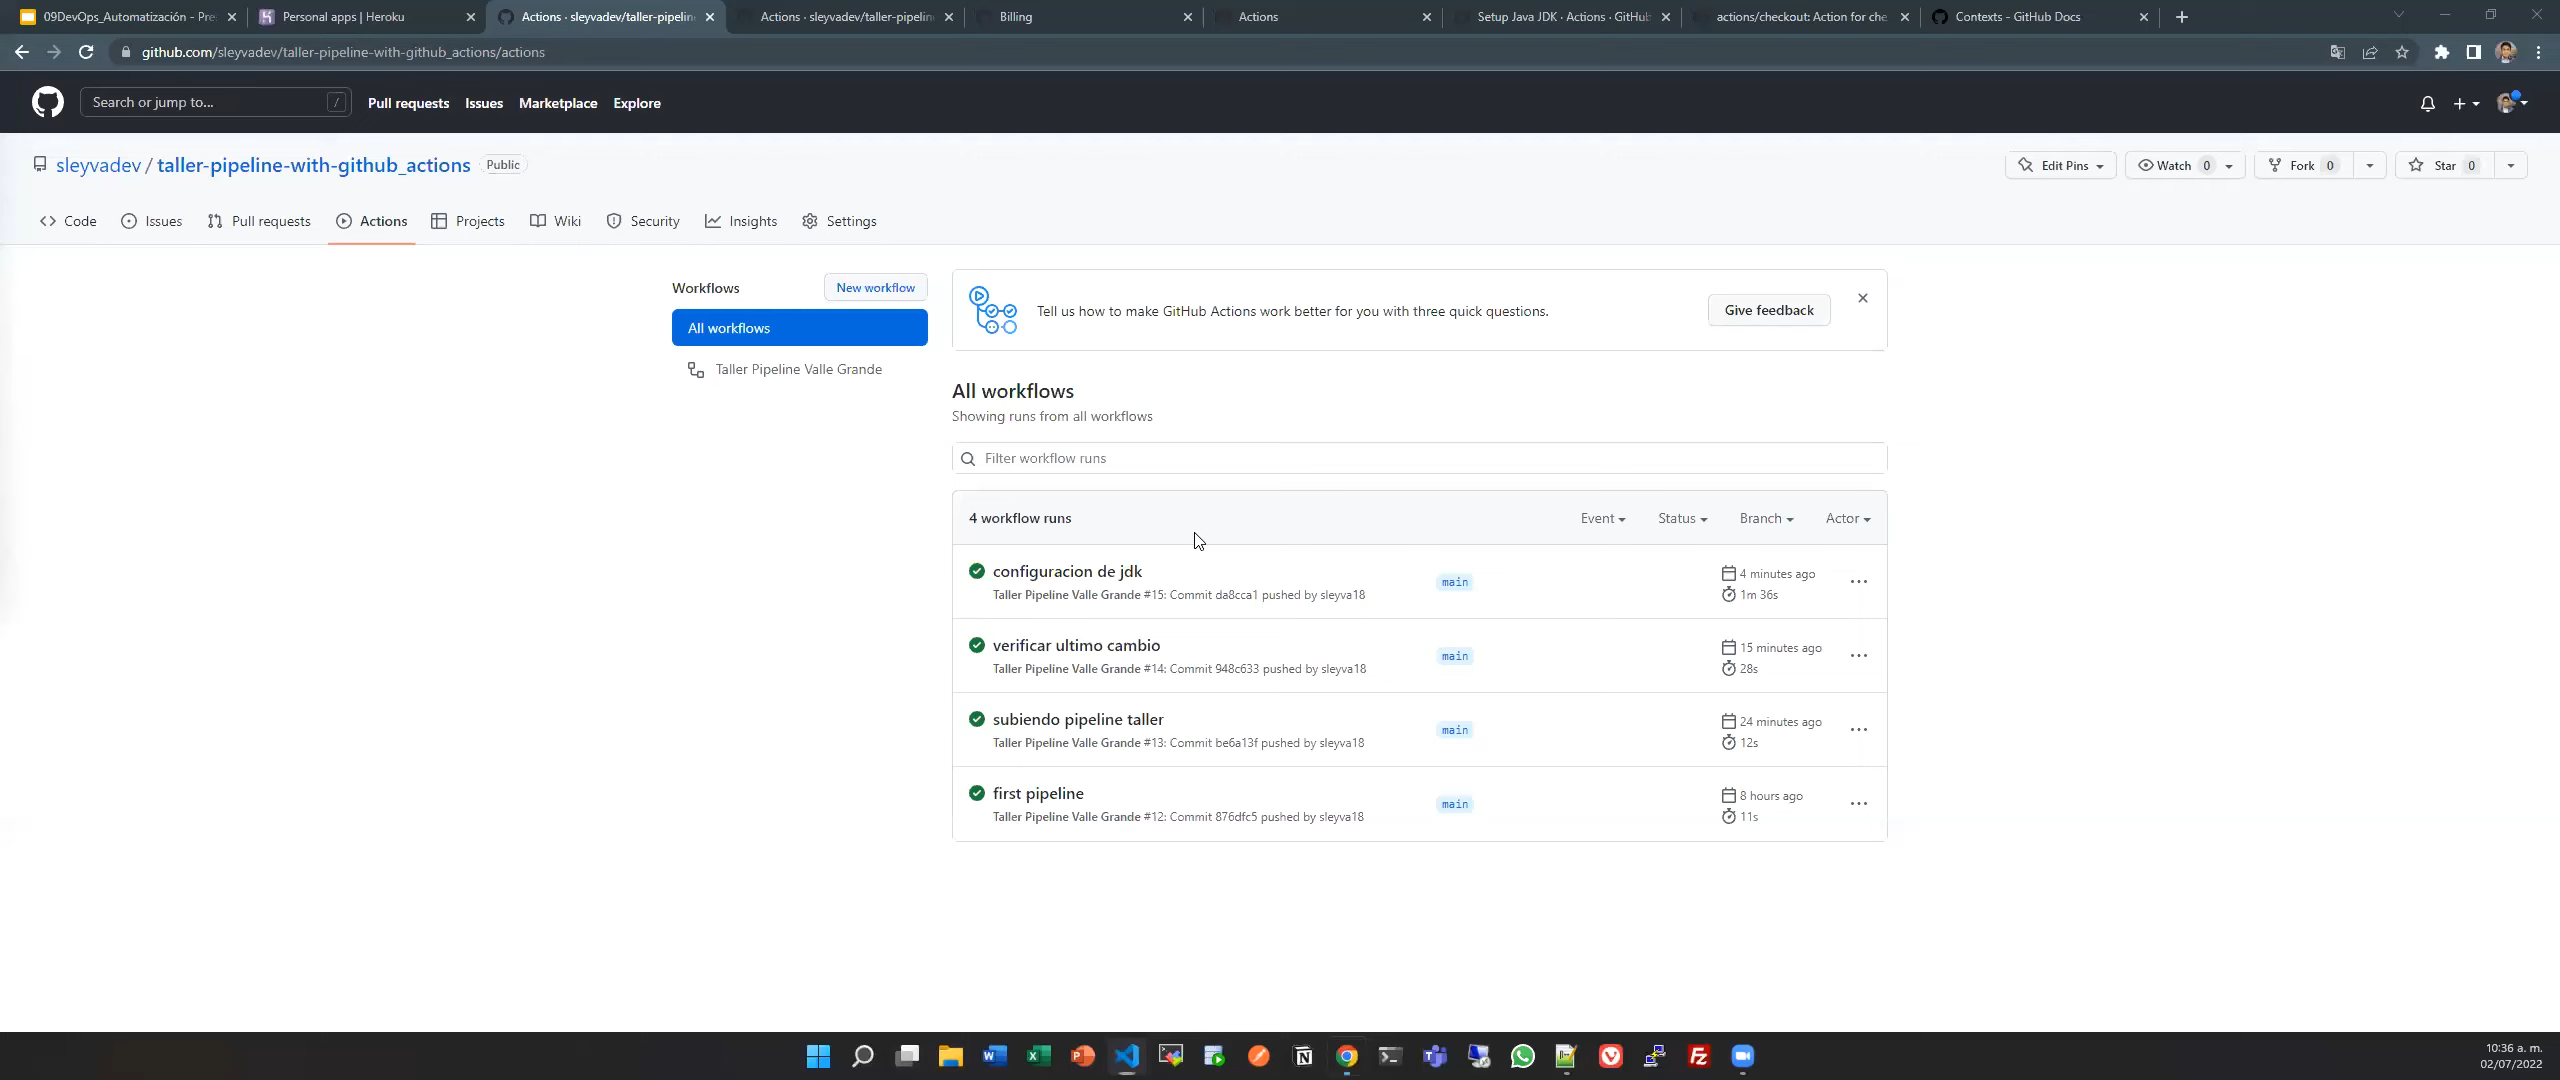 09DevOps_Automatización - Pre
Personal apps | Heroku
Actions · sleyvadev/taller-pipelin
Actions · sleyvadev/taller-pipelin
Billing
Actions
Setup Java JDK · Actions · GitHub
actions/checkout: Action for che
Contexts - GitHub Docs
github.com/sleyvadev/taller-pipeline-with-github_actions/actions
Search or jump to...
/
Pull requests
Issues
Marketplace
Explore
sleyvadev / taller-pipeline-with-github_actions
Public
Edit Pins
Watch 0
Fork 0
Star 0
Code
Issues
Pull requests
Actions
Projects
Wiki
Security
Insights
Settings
Workflows
New workflow
All workflows
Taller Pipeline Valle Grande
Tell us how to make GitHub Actions work better for you with three quick questions.
Give feedback
All workflows
Showing runs from all workflows
Filter workflow runs
4 workflow runs
Event
Status
Branch
Actor
configuracion de jdk
Taller Pipeline Valle Grande #15: Commit da8cca1 pushed by sleyva18
main
4 minutes ago
1m 36s
verificar ultimo cambio
Taller Pipeline Valle Grande #14: Commit 948c633 pushed by sleyva18
main
15 minutes ago
28s
subiendo pipeline taller
Taller Pipeline Valle Grande #13: Commit be6a13f pushed by sleyva18
main
24 minutes ago
12s
first pipeline
Taller Pipeline Valle Grande #12: Commit 876dfc5 pushed by sleyva18
main
8 hours ago
11s
10:36 a. m.
02/07/2022